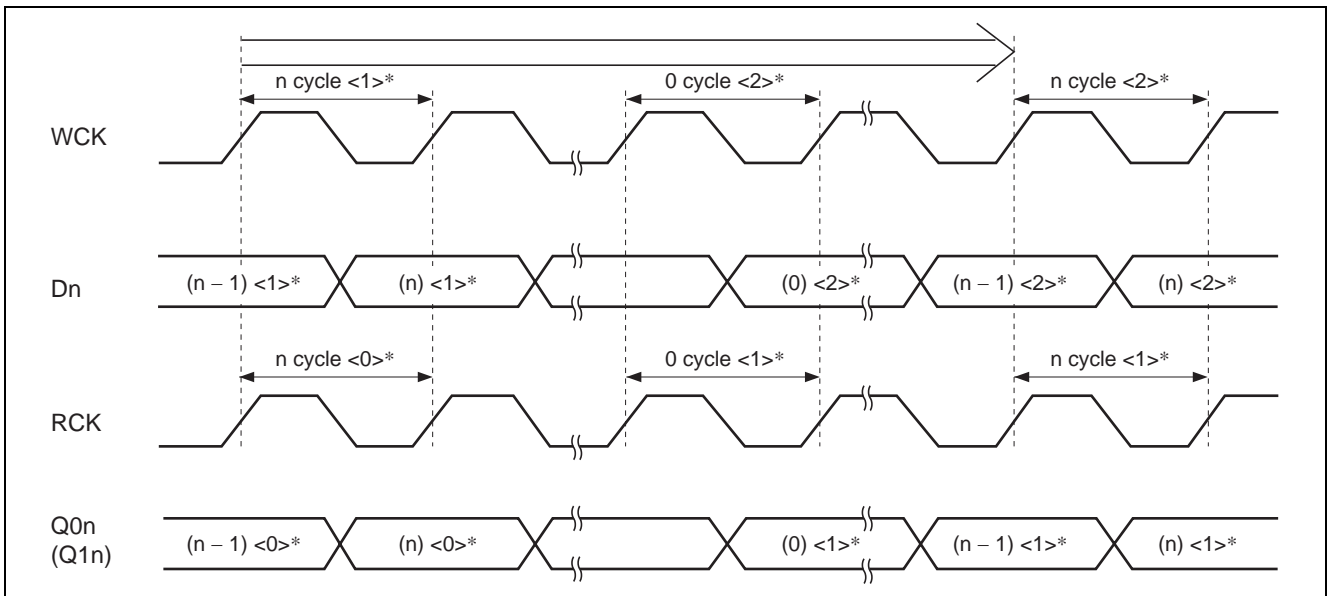 n cycle <1>* 0 cycle <2>* n cycle <2>*
WCK
Dn (n – 1) <1>* (n) <1>* (0) <2>* (n – 1) <2>* (n) <2>*
n cycle <0>* 0 cycle <1>* n cycle <1>*
RCK
Q0n
(Q1n) (n – 1) <0>* (n) <0>* (0) <1>* (n – 1) <1>* (n) <1>*